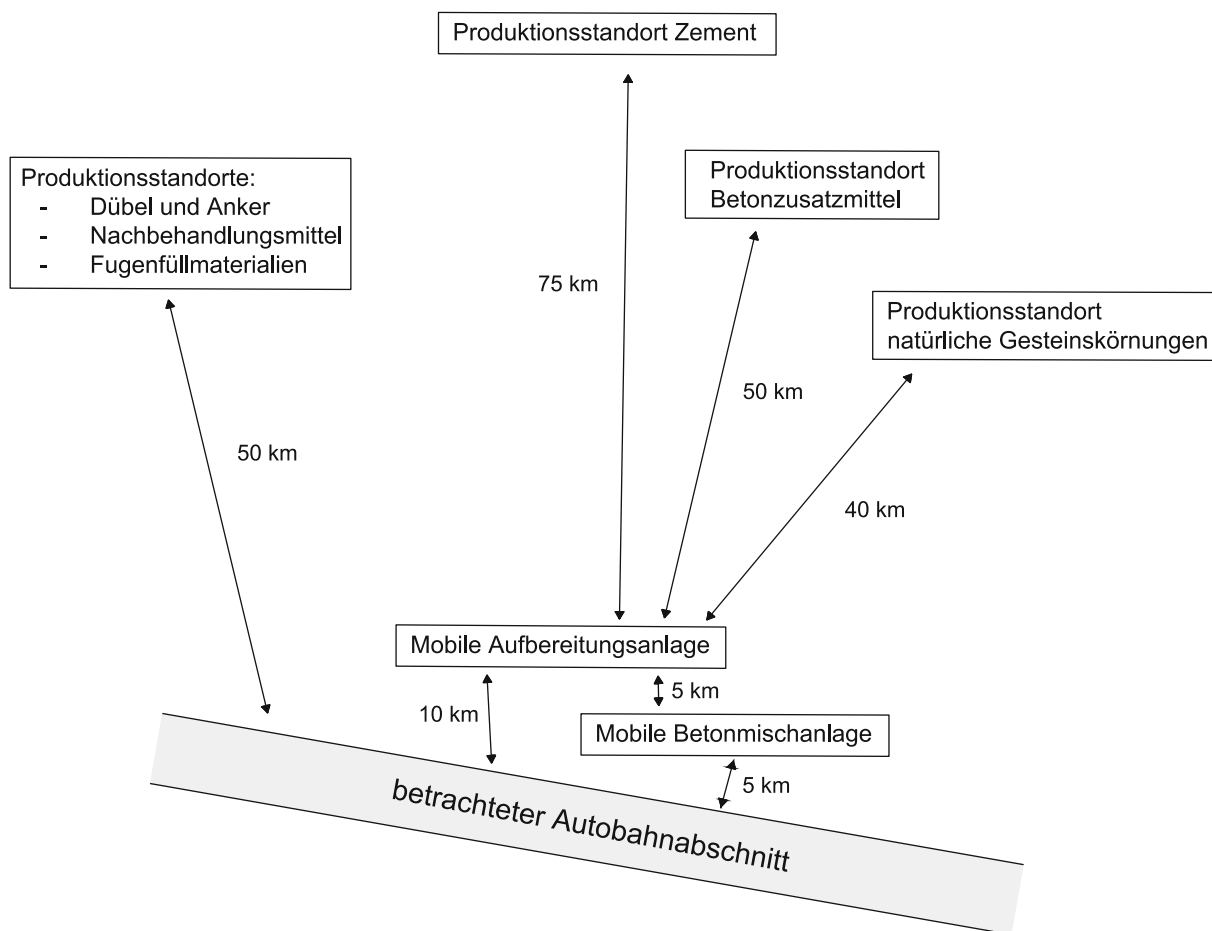 Produktionsstandort Zement
Produktionsstandorte:
- Dübel und Anker
- Nachbehandlungsmittel
- Fugenfüllmaterialien
Produktionsstandort
Betonzusatzmittel
75 km
Produktionsstandort
natürliche Gesteinskörnungen
50 km
50 km
40 km
Mobile Aufbereitungsanlage
5 km
10 km
Mobile Betonmischanlage
5 km
betrachteter Autobahnabschnitt